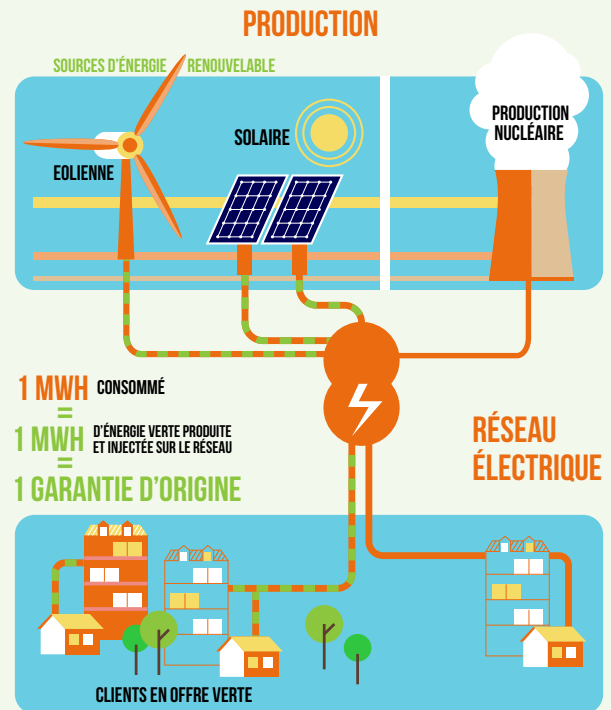 PRODUCTION
SOURCES D'ÉNERGIE RENOUVELABLE
EOLIENNE
SOLAIRE
PRODUCTION
NUCLÉAIRE
1 MWH CONSOMMÉ
=
1 MWH D'ÉNERGIE VERTE PRODUITE
ET INJECTÉE SUR LE RÉSEAU
=
1 GARANTIE D'ORIGINE
RÉSEAU
ÉLECTRIQUE
CLIENTS EN OFFRE VERTE